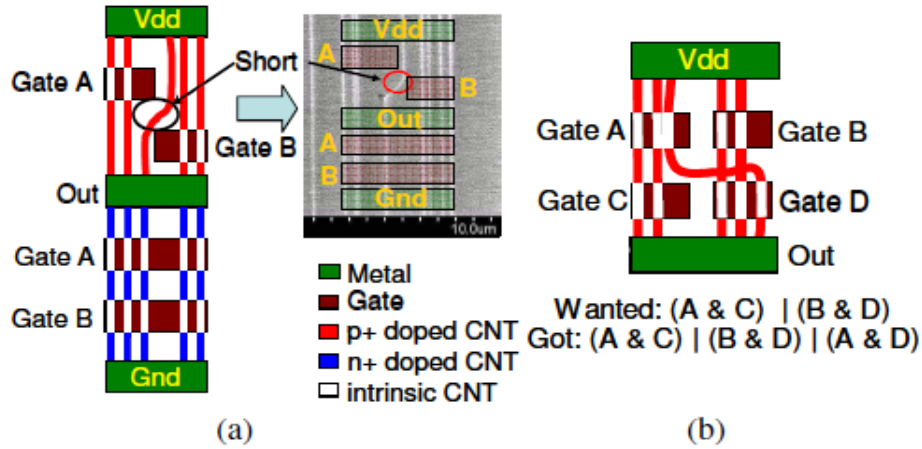 Vdd
Gate A
Short
Gate B
Out
Gate A
Gate B
Gnd
(a)
Vdd
A
B
Out
A
B
Gnd
10.0um
Metal
Gate
p+ doped CNT
n+ doped CNT
intrinsic CNT
Vdd
Gate A Gate B
Gate C Gate D
Out
Wanted: (A & C) | (B & D)
Got: (A & C) | (B & D) | (A & D)
(b)